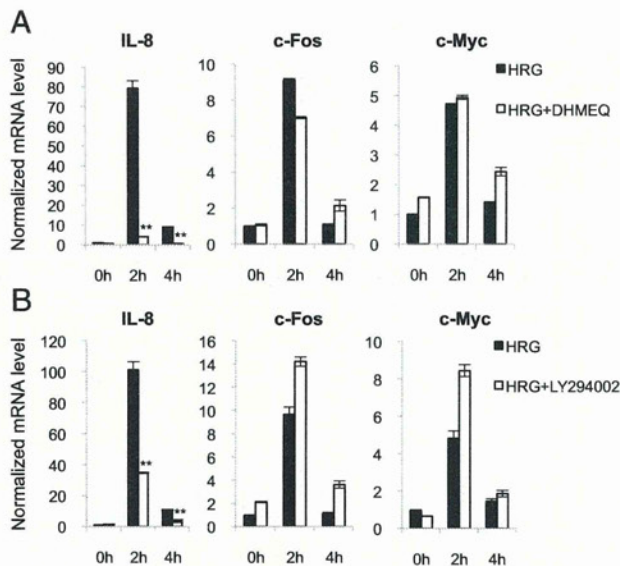 A
IL-8
c-Fos
c-Myc
Normalized mRNA level
90
80
70
60
50
40
30
20
10
0
**
**
0h 2h 4h
10
8
6
4
2
0
0h 2h 4h
6
5
4
3
2
1
0
0h 2h 4h
HRG
HRG+DHMEQ
B
IL-8
c-Fos
c-Myc
Normalized mRNA level
120
100
80
60
40
20
0
**
**
0h 2h 4h
16
14
12
10
8
6
4
2
0
0h 2h 4h
10
8
6
4
2
0
0h 2h 4h
HRG
HRG+LY294002